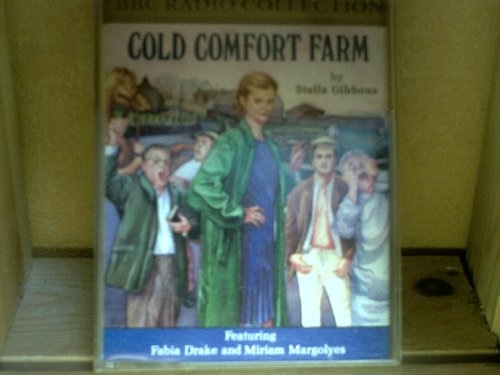 BBC RADIO COLLECTION
COLD COMFORT FARM
by
Stella Gibbons
Featuring
Fabia Drake and Miriam Margolyes